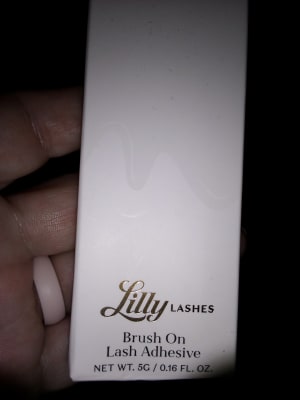 Lilly LASHES
Brush On
Lash Adhesive
NET WT. 5G / 0.16 FL. OZ.